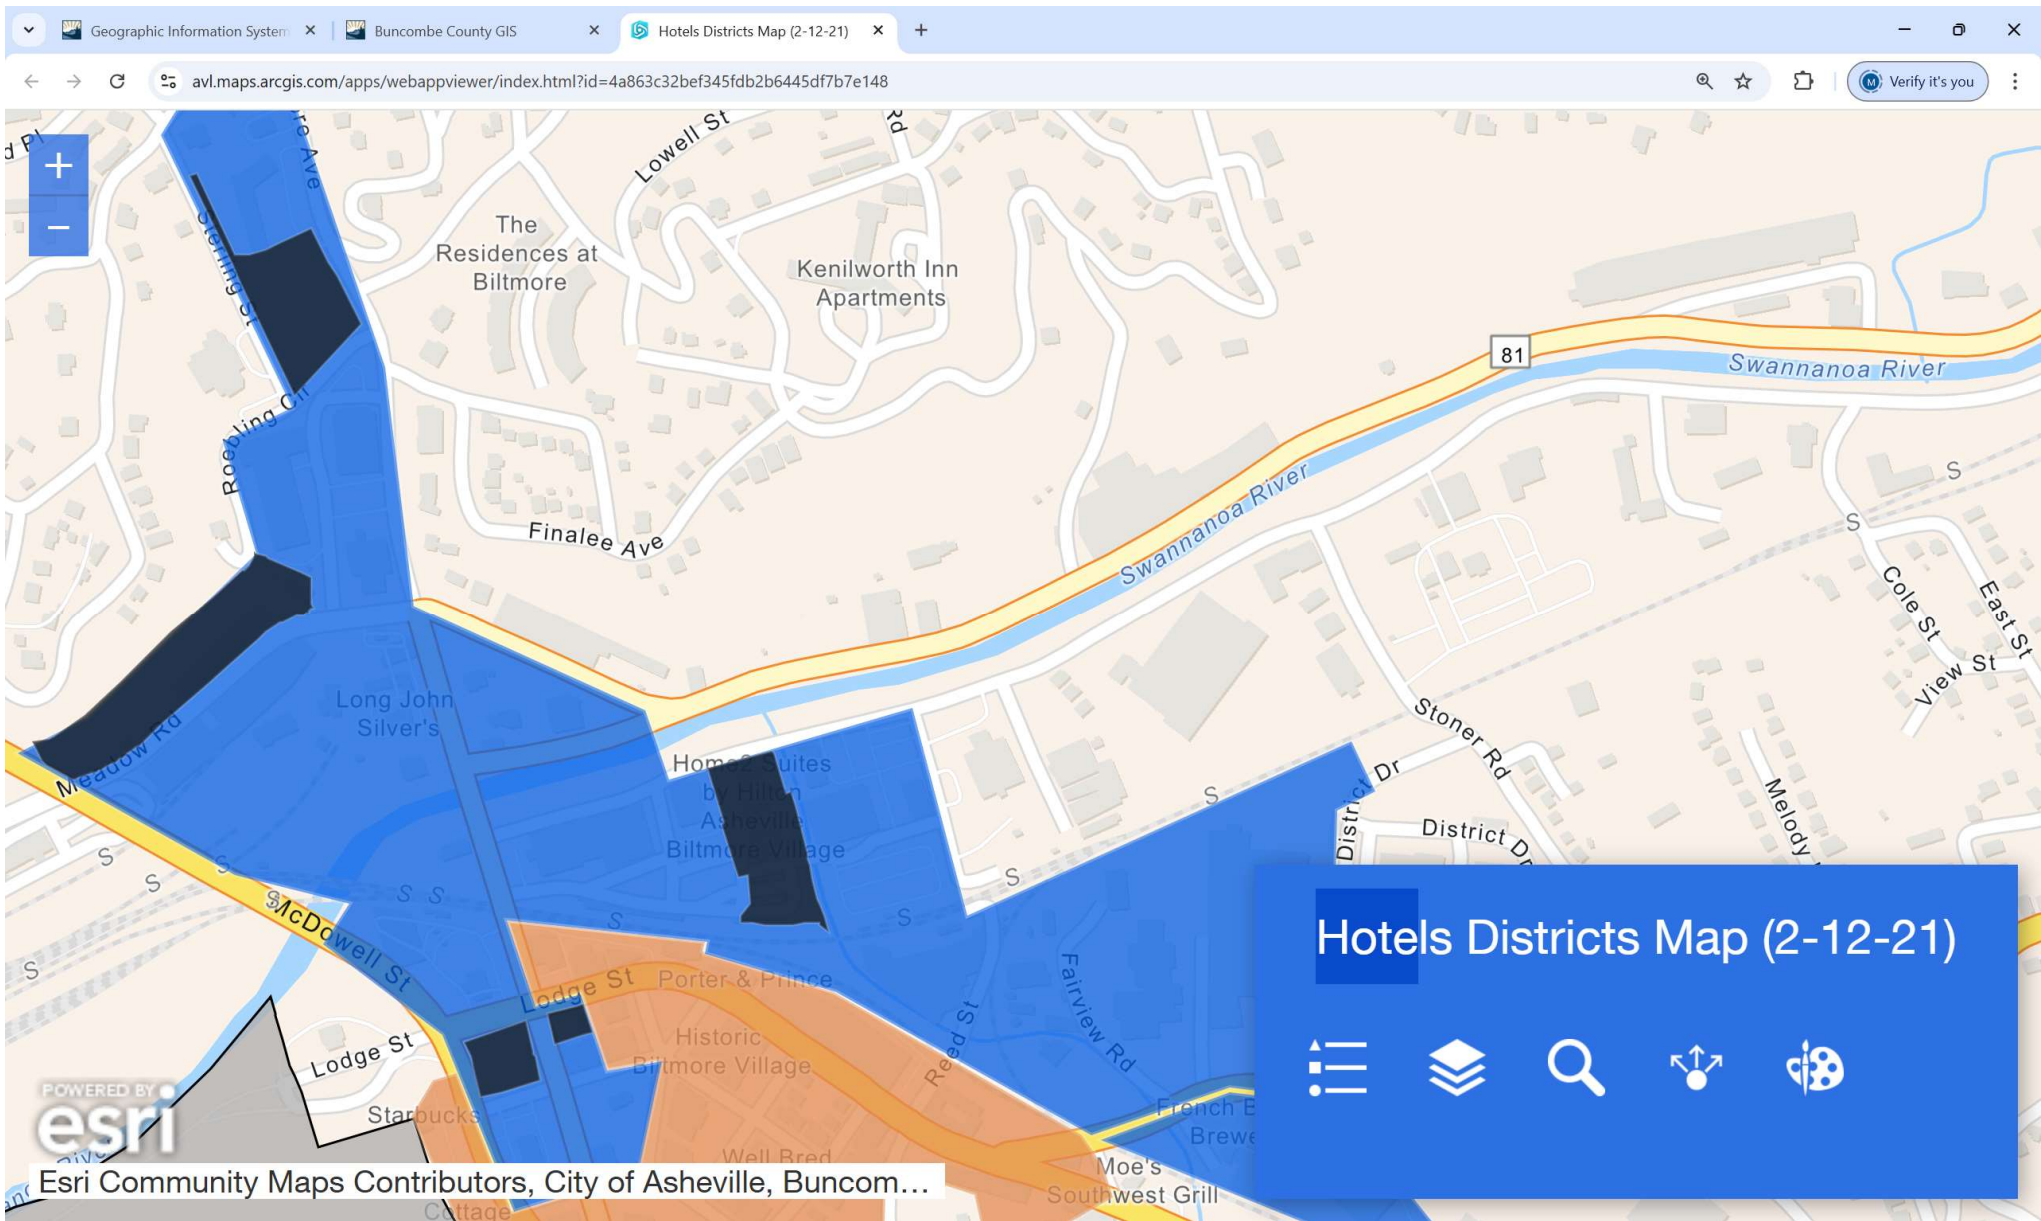 Geographic Information System
Buncombe County GIS
Hotels Districts Map (2-12-21)
avl.maps.arcgis.com/apps/webappviewer/index.html?id=4a863c32bef345fdb2b6445df7b7e148
M
Verify it's you
+
−
Lowell St
Rd
Sterling St
The
Residences at
Biltmore
Kenilworth Inn
Apartments
81
Swannanoa River
Roebling Cir
Finalee Ave
Swannanoa River
S
S
Cole St
East St
View St
Long John
Silver's
Meadow Rd
Home2 Suites
by Hilton
Asheville
Biltmore Village
Stoner Rd
District Dr
District Dr
Melody
S
S
S
S
S
S
S
S
S
S
S
McDowell St
Lodge St
Porter & Prince
Historic
Biltmore Village
Reed St
Fairview Rd
Lodge St
Starbucks
Well Bred
French B
Brewe
Moe's
Southwest Grill
Cottage
Hotels Districts Map (2-12-21)
POWERED BY
esri
Esri Community Maps Contributors, City of Asheville, Buncom...